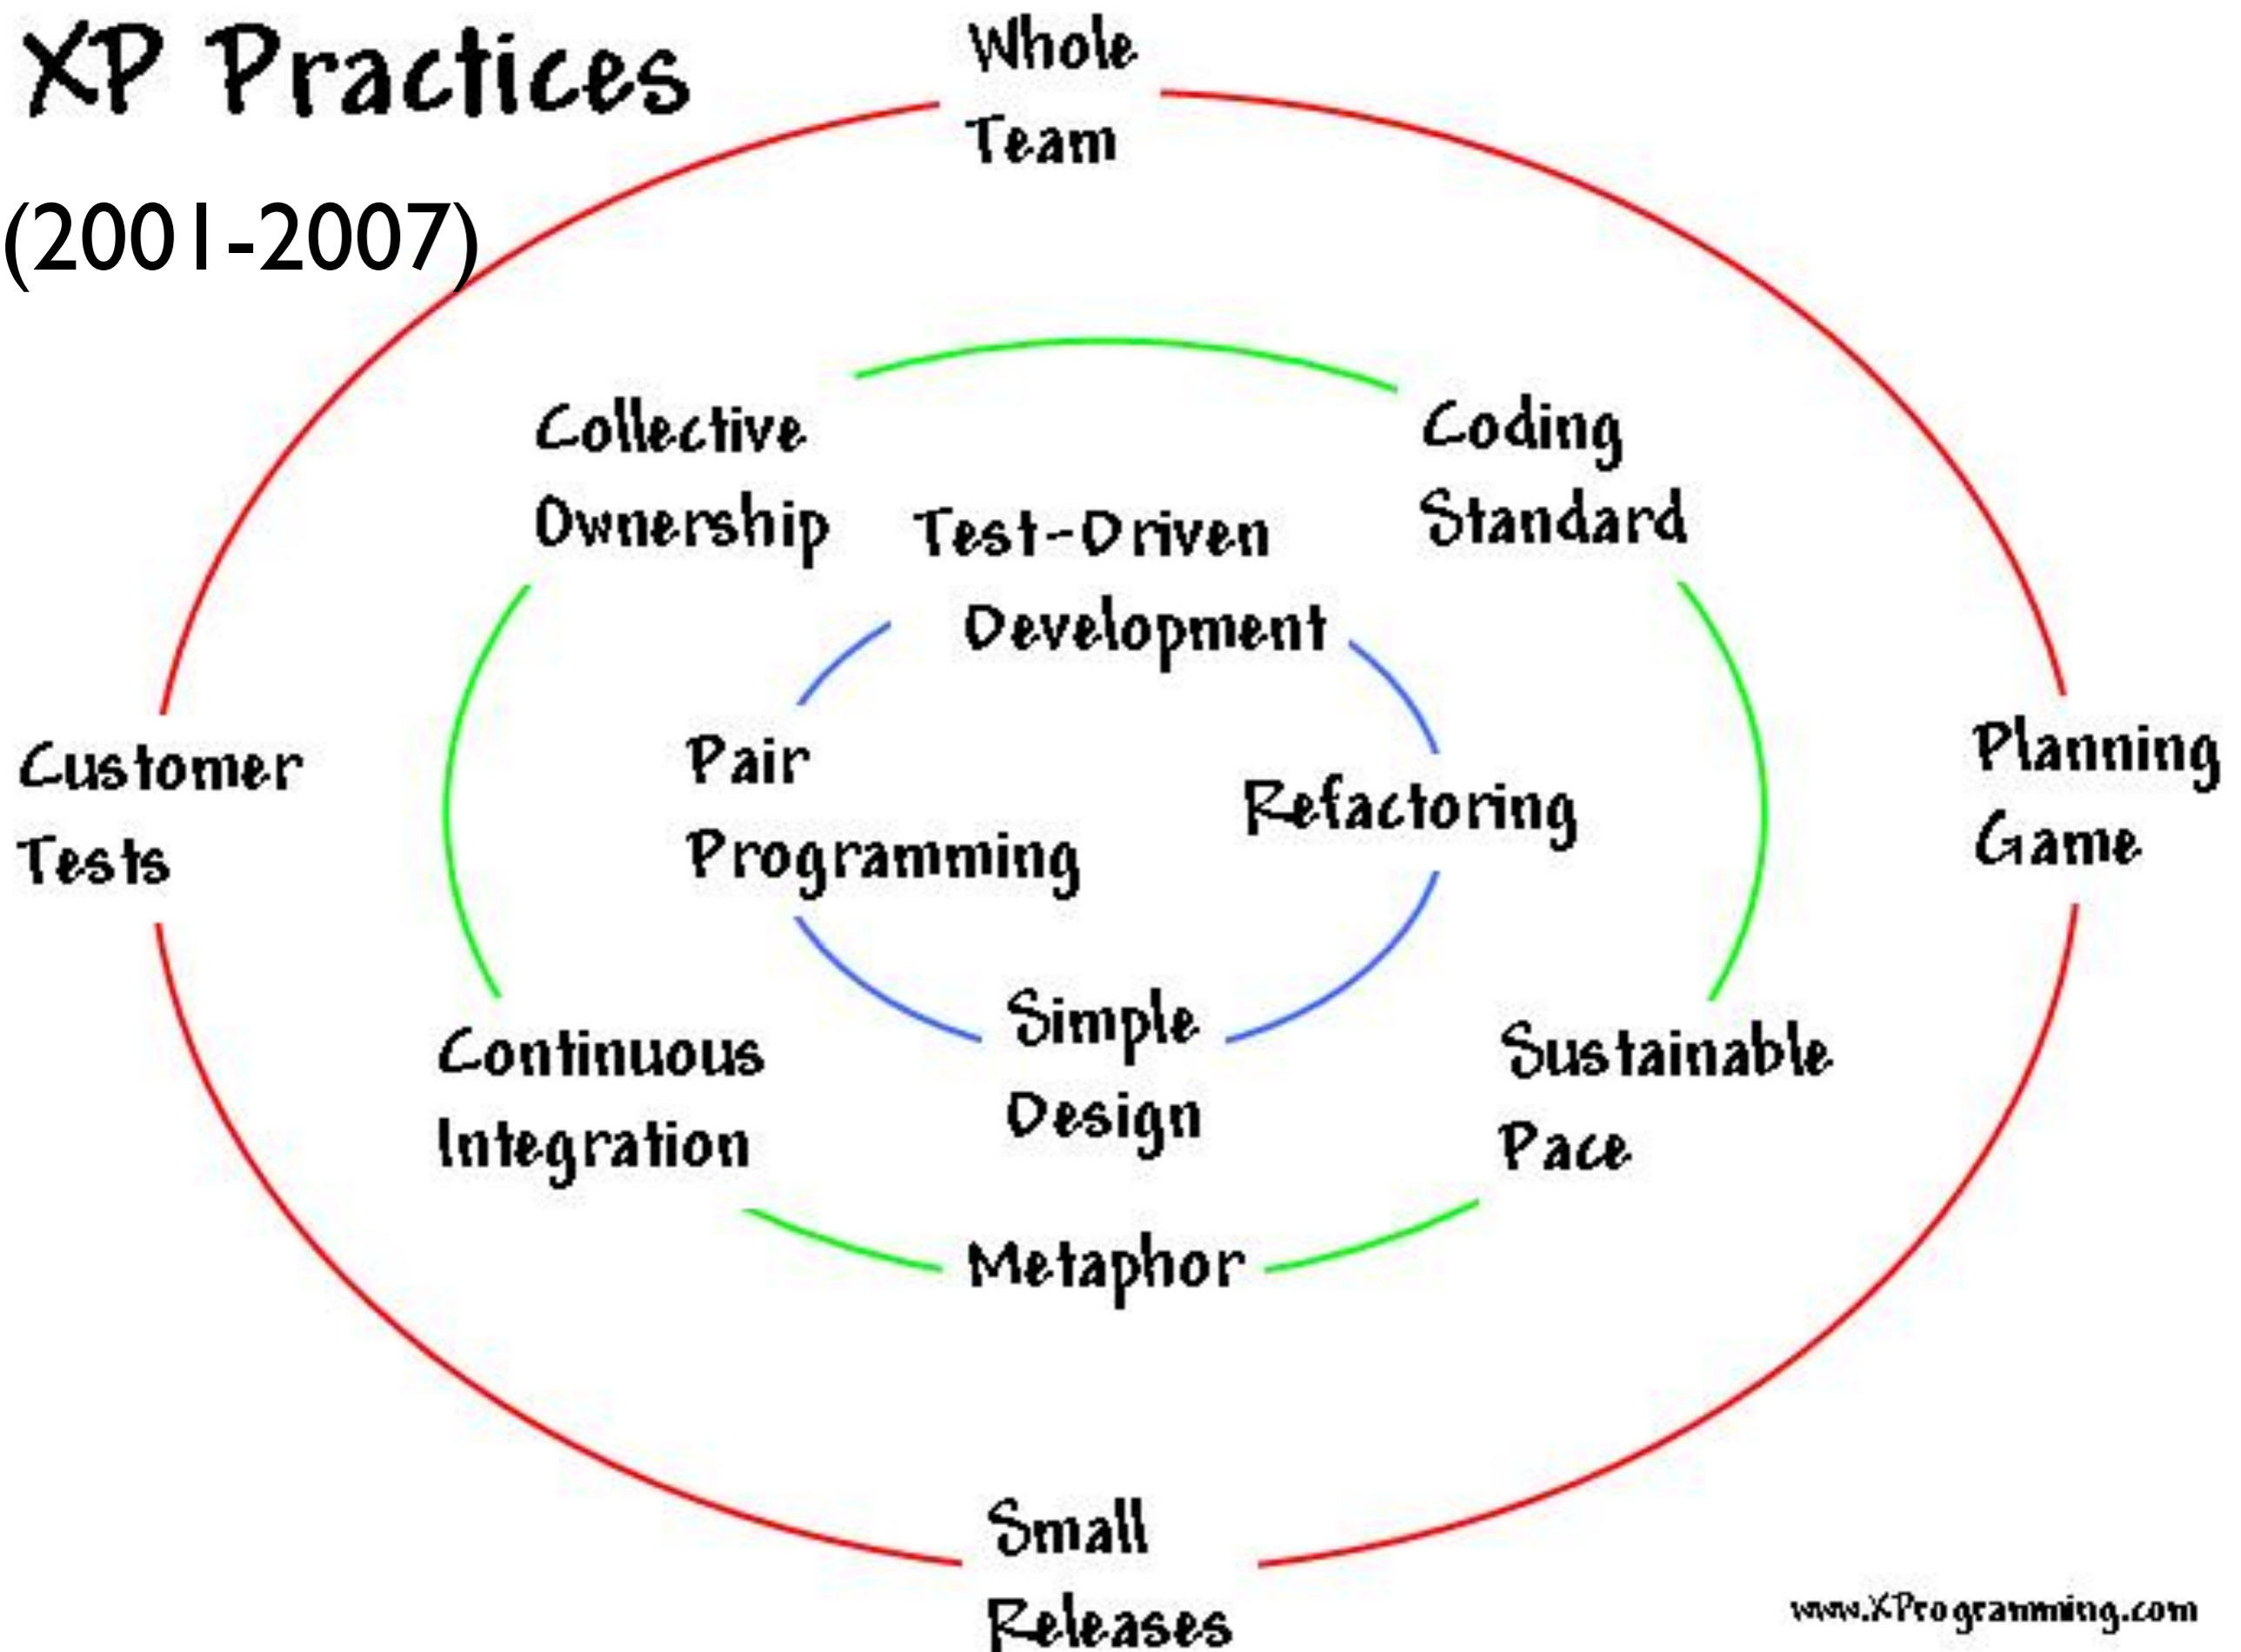 XP Practices
(2001-2007)
Whole
Team
Collective
Ownership
Coding
Standard
Test-Driven
Development
Customer
Tests
Pair
Programming
Refactoring
Planning
Game
Continuous
Integration
Simple
Design
Sustainable
Pace
Metaphor
Small
Releases
www.XProgramming.com